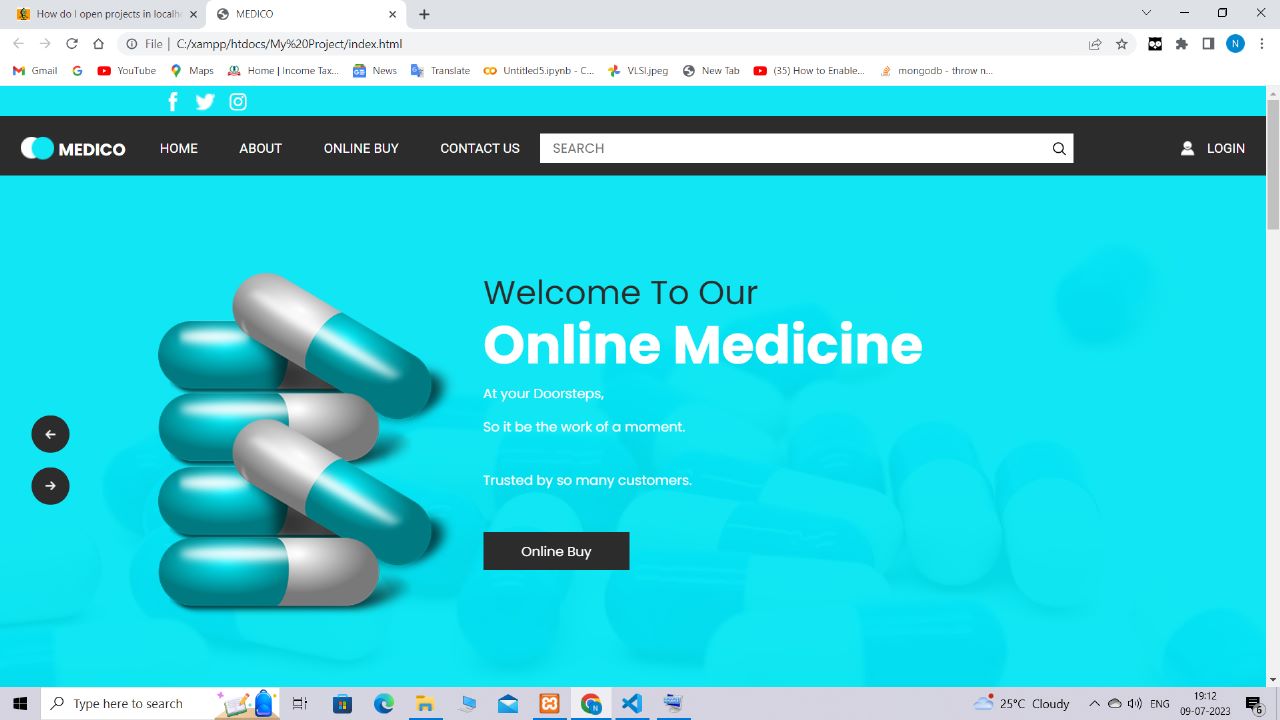 How do I open projects in localh
MEDICO
File | C:/xampp/htdocs/My%20Project/index.html
N
Gmail
YouTube
Maps
Home | Income Tax...
News
Translate
Untitled3.ipynb - C...
VLSI.jpeg
New Tab
(35) How to Enable...
mongodb - throw n...
MEDICO
HOME
ABOUT
ONLINE BUY
CONTACT US
SEARCH
LOGIN
Welcome To Our
Online Medicine
At your Doorsteps,
So it be the work of a moment.
Trusted by so many customers.
Online Buy
Type here to search
25°C Cloudy
ENG
19:12
09-07-2023
6